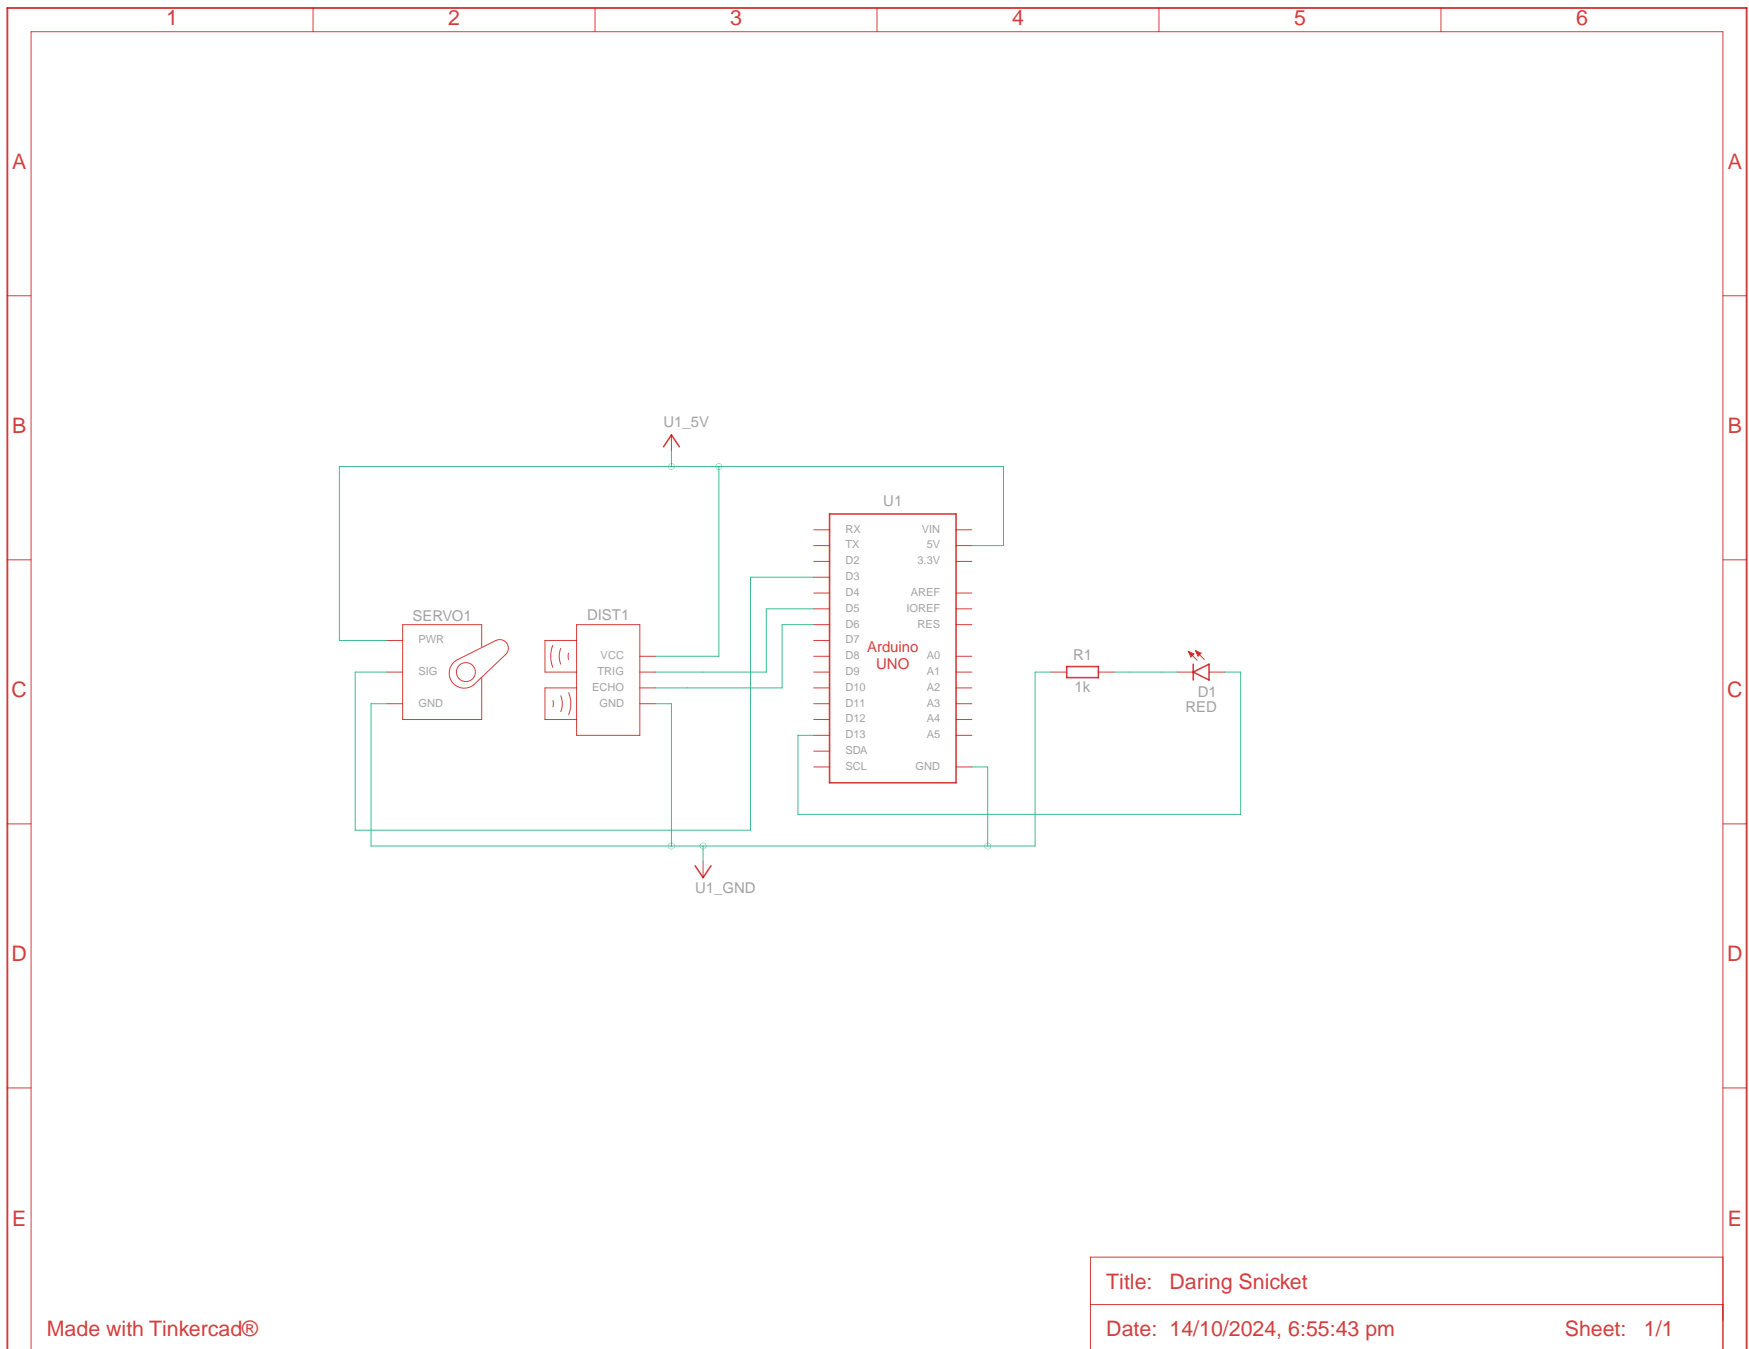 1 2 3 4 5 6
A A
B B
U1_5V
U1
RX VIN
TX 5V
D2 3.3V
D3
D4 AREF
D5 IOREF
D6 RES
D7
D8 A0
D9 A1
D10 A2
D11 A3
D12 A4
D13 A5
SDA
SCL GND
Arduino
UNO
SERVO1
PWR
SIG
GND
DIST1
VCC
TRIG
ECHO
GND
R1
1k
D1
RED
C C
U1_GND
D D
E E
Title: Daring Snicket
Made with Tinkercad®
Date: 14/10/2024, 6:55:43 pm Sheet: 1/1